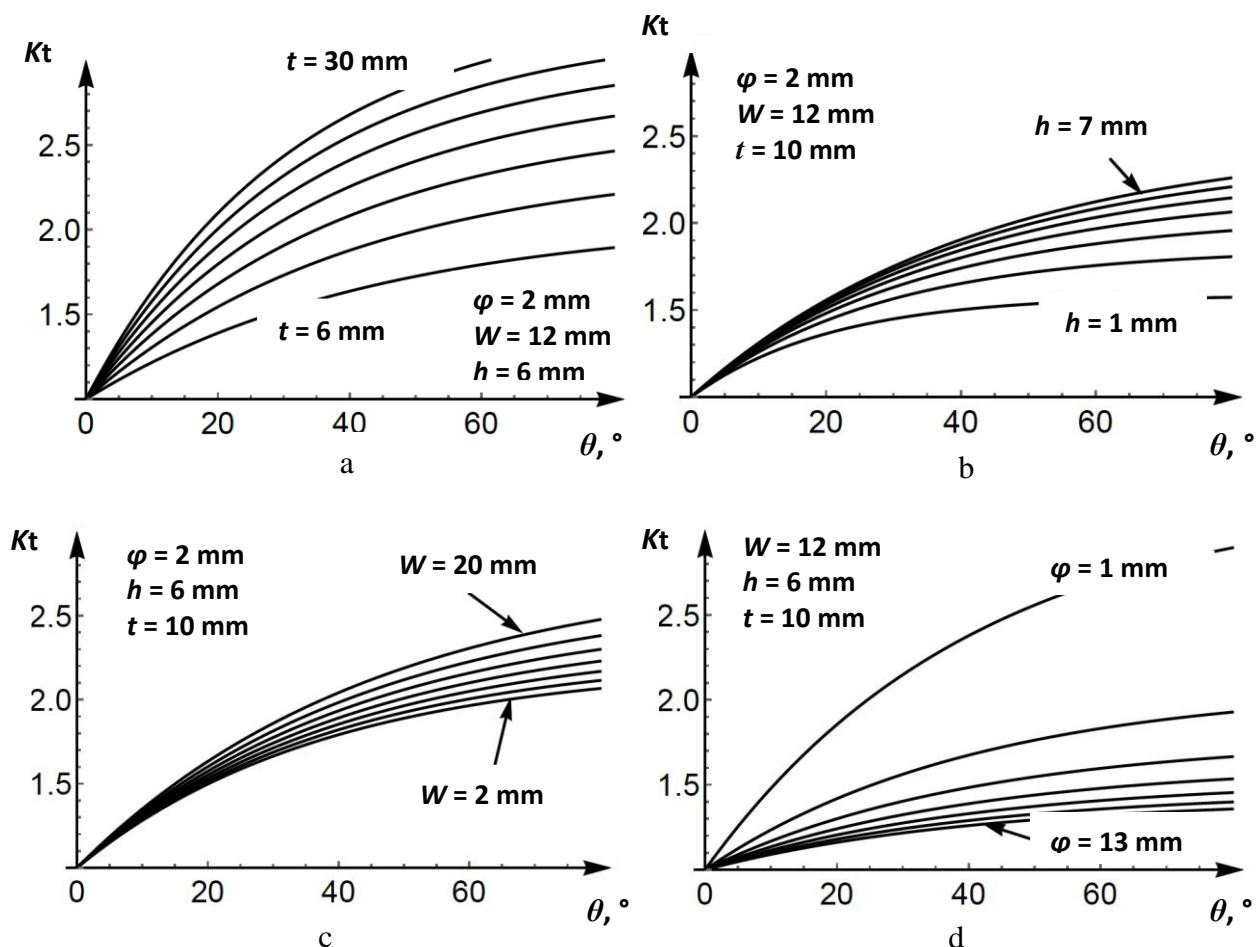 Kt
t = 30 mm
2.5
2.0
1.5
t = 6 mm
φ = 2 mm
W = 12 mm
h = 6 mm
0 20 40 60
θ, °
a
Kt
φ = 2 mm
W = 12 mm
t = 10 mm
h = 7 mm
2.5
2.0
1.5
h = 1 mm
0 20 40 60
θ, °
b
Kt
φ = 2 mm
h = 6 mm
t = 10 mm
W = 20 mm
2.5
2.0
1.5
W = 2 mm
0 20 40 60
θ, °
c
Kt
W = 12 mm
h = 6 mm
t = 10 mm
φ = 1 mm
2.5
2.0
1.5
φ = 13 mm
0 20 40 60
θ, °
d